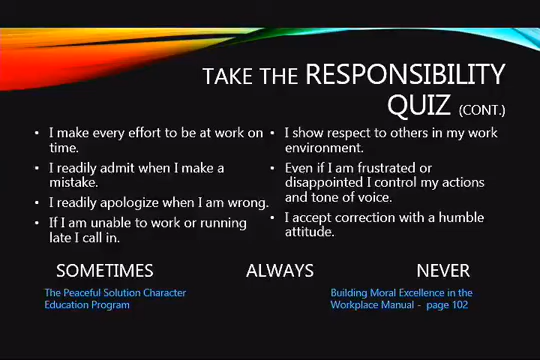 TAKE THE RESPONSIBILITY
QUIZ (CONT.)
• I make every effort to be at work on
time.
• I readily admit when I make a
mistake.
• I readily apologize when I am wrong.
• If I am unable to work or running
late I call in.
• I show respect to others in my work
environment.
• Even if I am frustrated or
disappointed I control my actions
and tone of voice.
• I accept correction with a humble
attitude.
SOMETIMES ALWAYS NEVER
The Peaceful Solution Character
Education Program
Building Moral Excellence in the
Workplace Manual - page 102